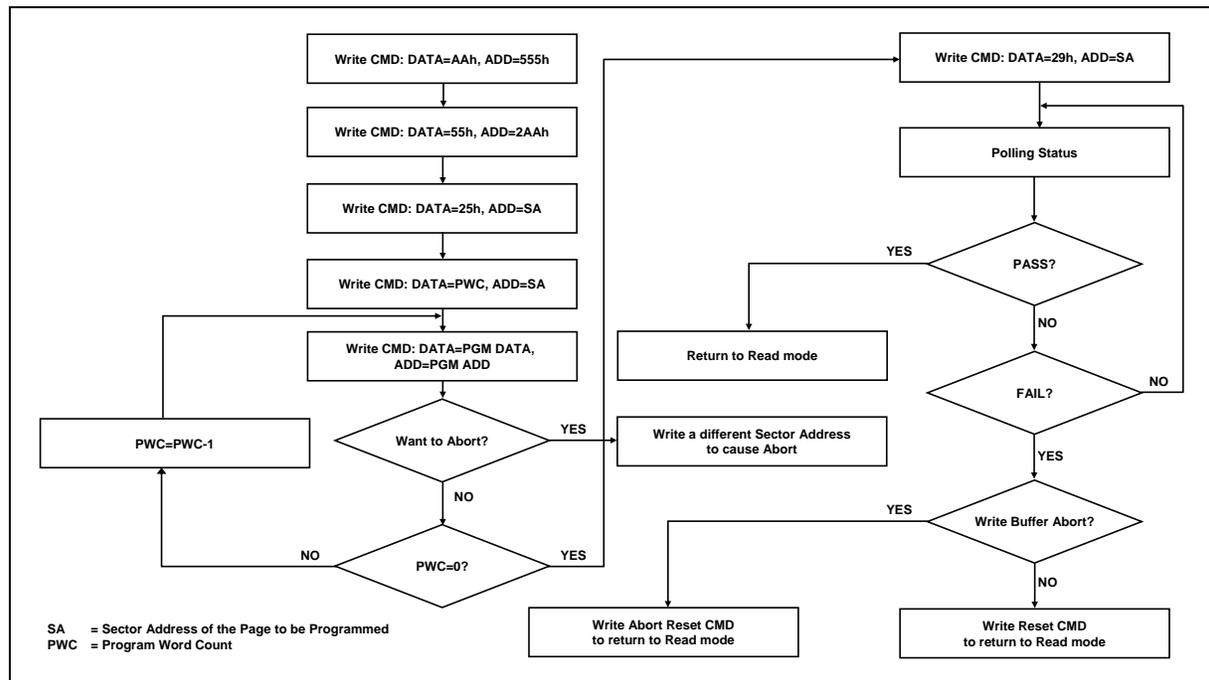 Write CMD: DATA=AAh, ADD=555h
Write CMD: DATA=55h, ADD=2AAh
Write CMD: DATA=25h, ADD=SA
Write CMD: DATA=PWC, ADD=SA
Write CMD: DATA=PGM DATA,
ADD=PGM ADD
Want to Abort?
YES
NO
PWC=0?
NO
YES
PWC=PWC-1
Write a different Sector Address
to cause Abort
Write CMD: DATA=29h, ADD=SA
Polling Status
PASS?
YES
NO
Return to Read mode
FAIL?
NO
YES
Write Buffer Abort?
YES
NO
Write Abort Reset CMD
to return to Read mode
Write Reset CMD
to return to Read mode
SA = Sector Address of the Page to be Programmed
PWC = Program Word Count